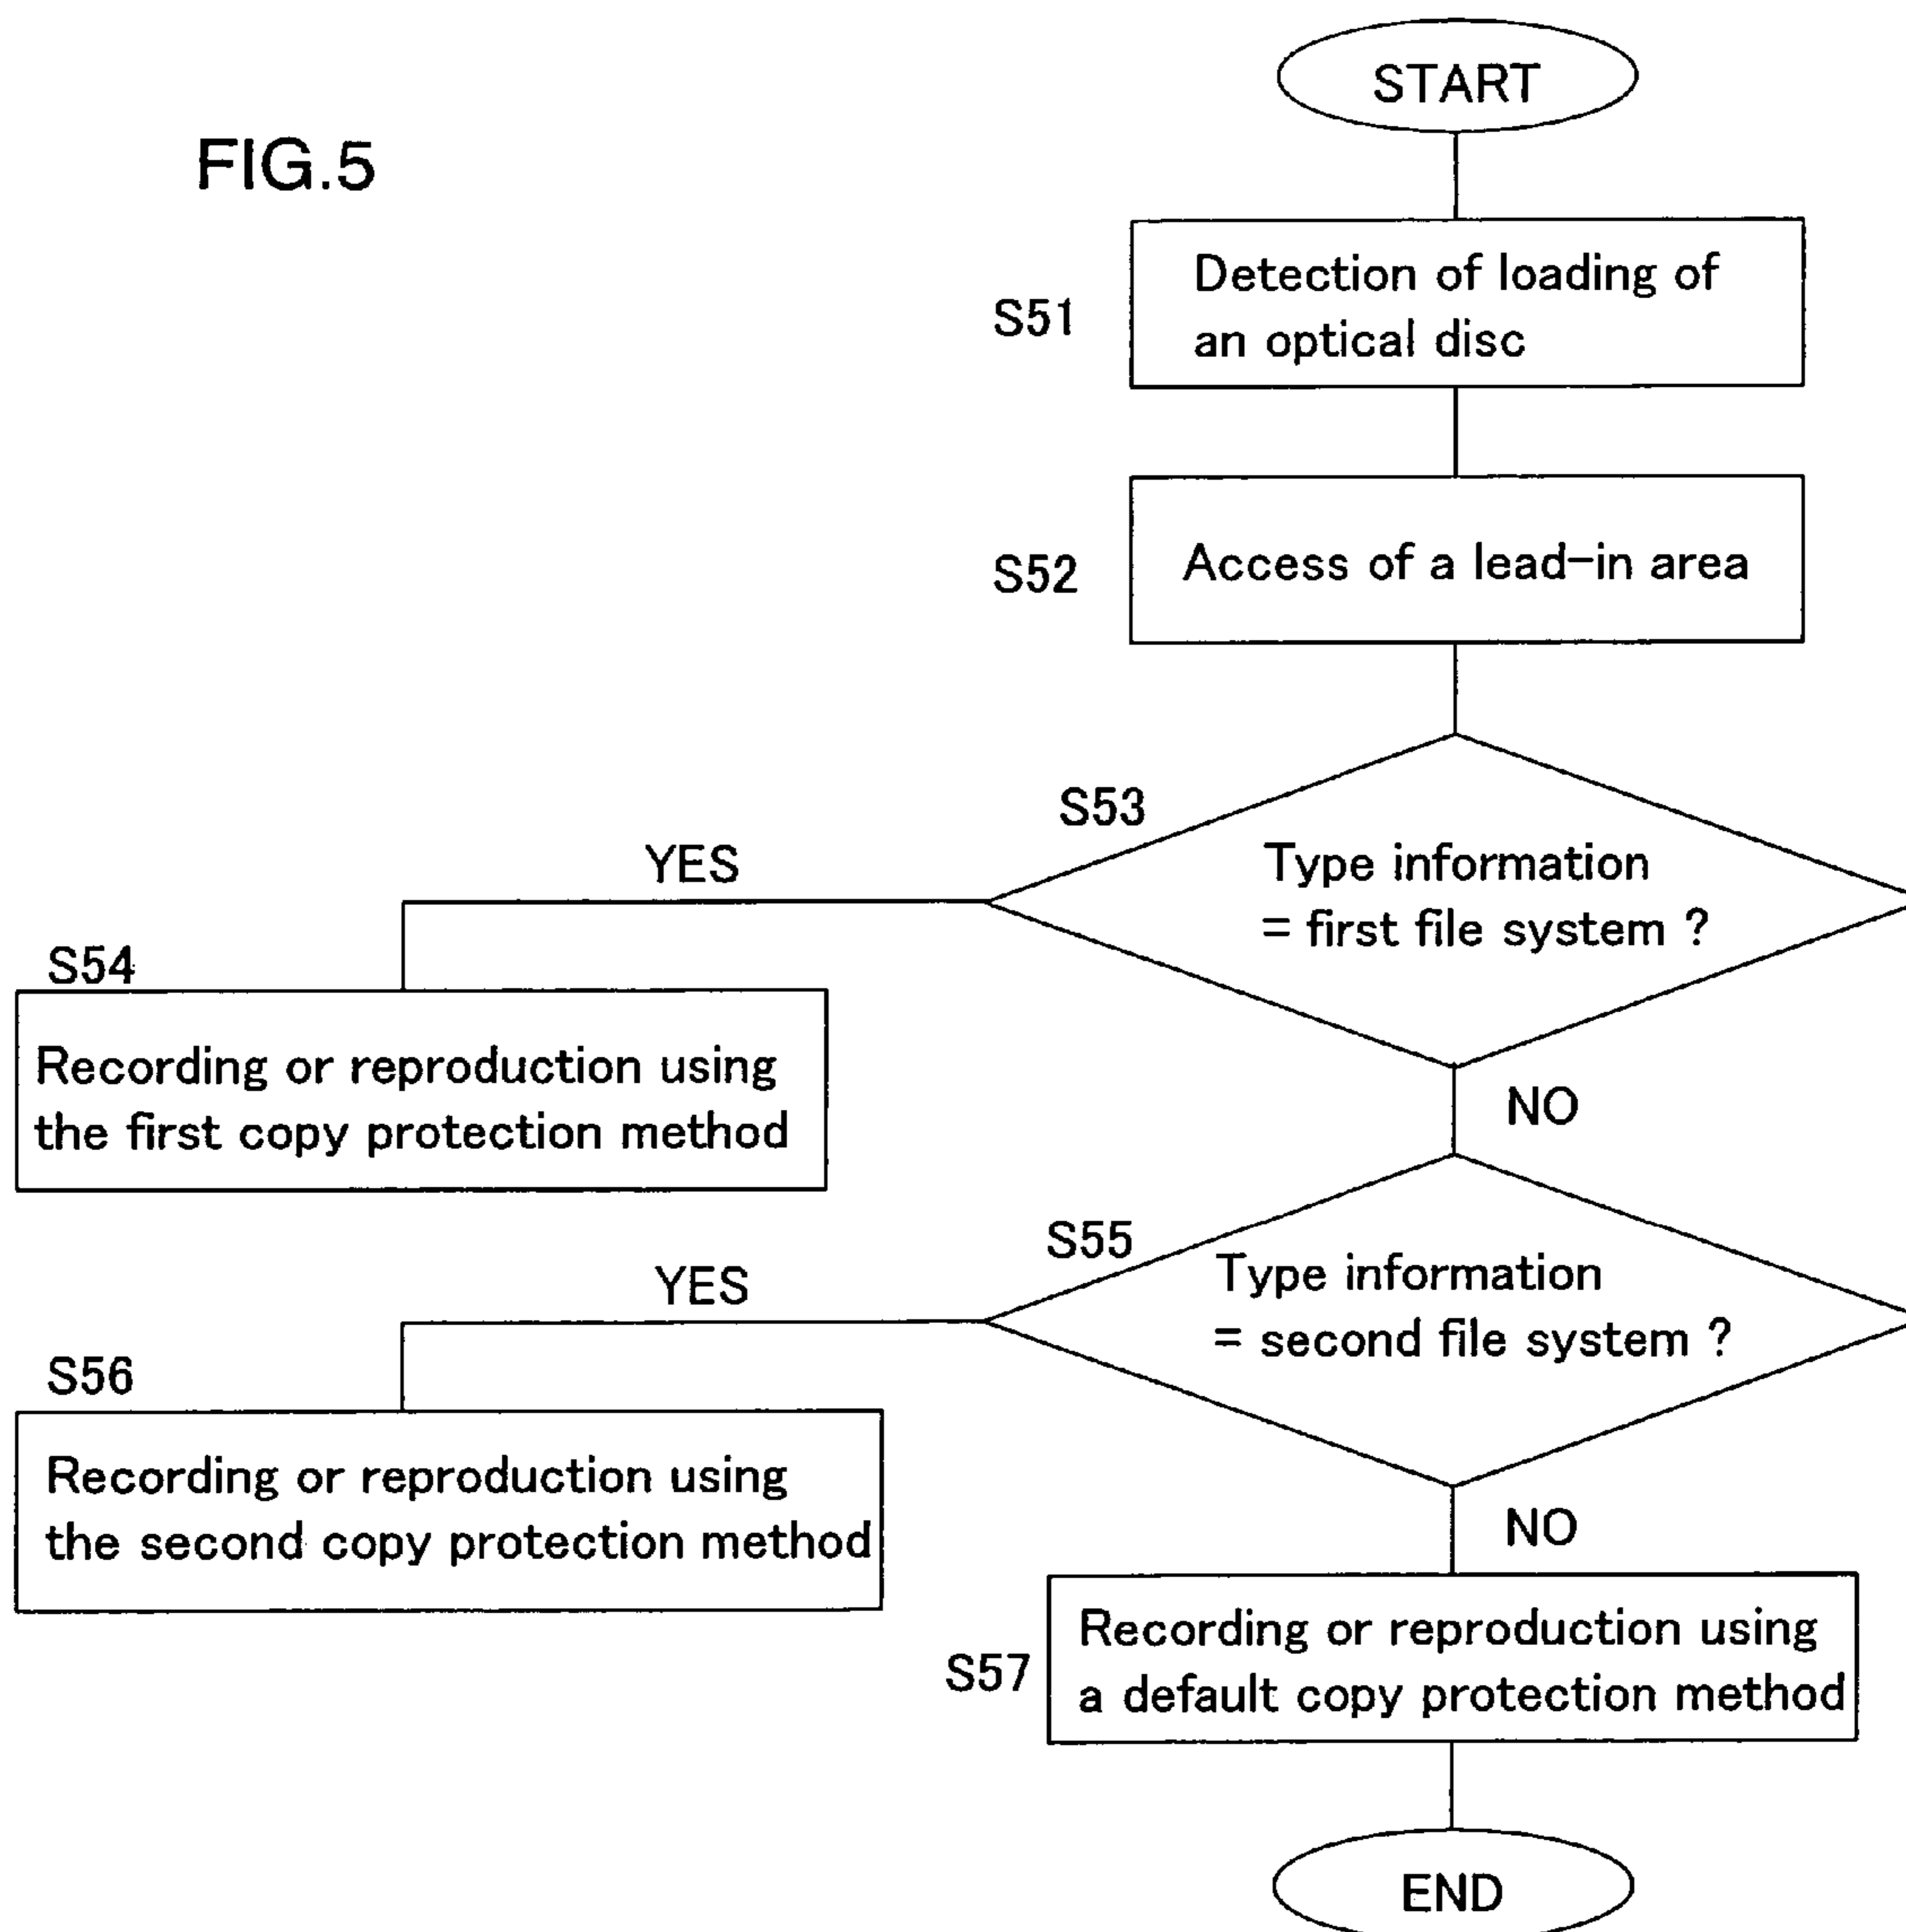 FIG.5
START
S51
Detection of loading of
an optical disc
S52
Access of a lead-in area
S53
Type information
= first file system ?
YES
NO
S54
Recording or reproduction using
the first copy protection method
S55
Type information
= second file system ?
YES
NO
S56
Recording or reproduction using
the second copy protection method
S57
Recording or reproduction using
a default copy protection method
END